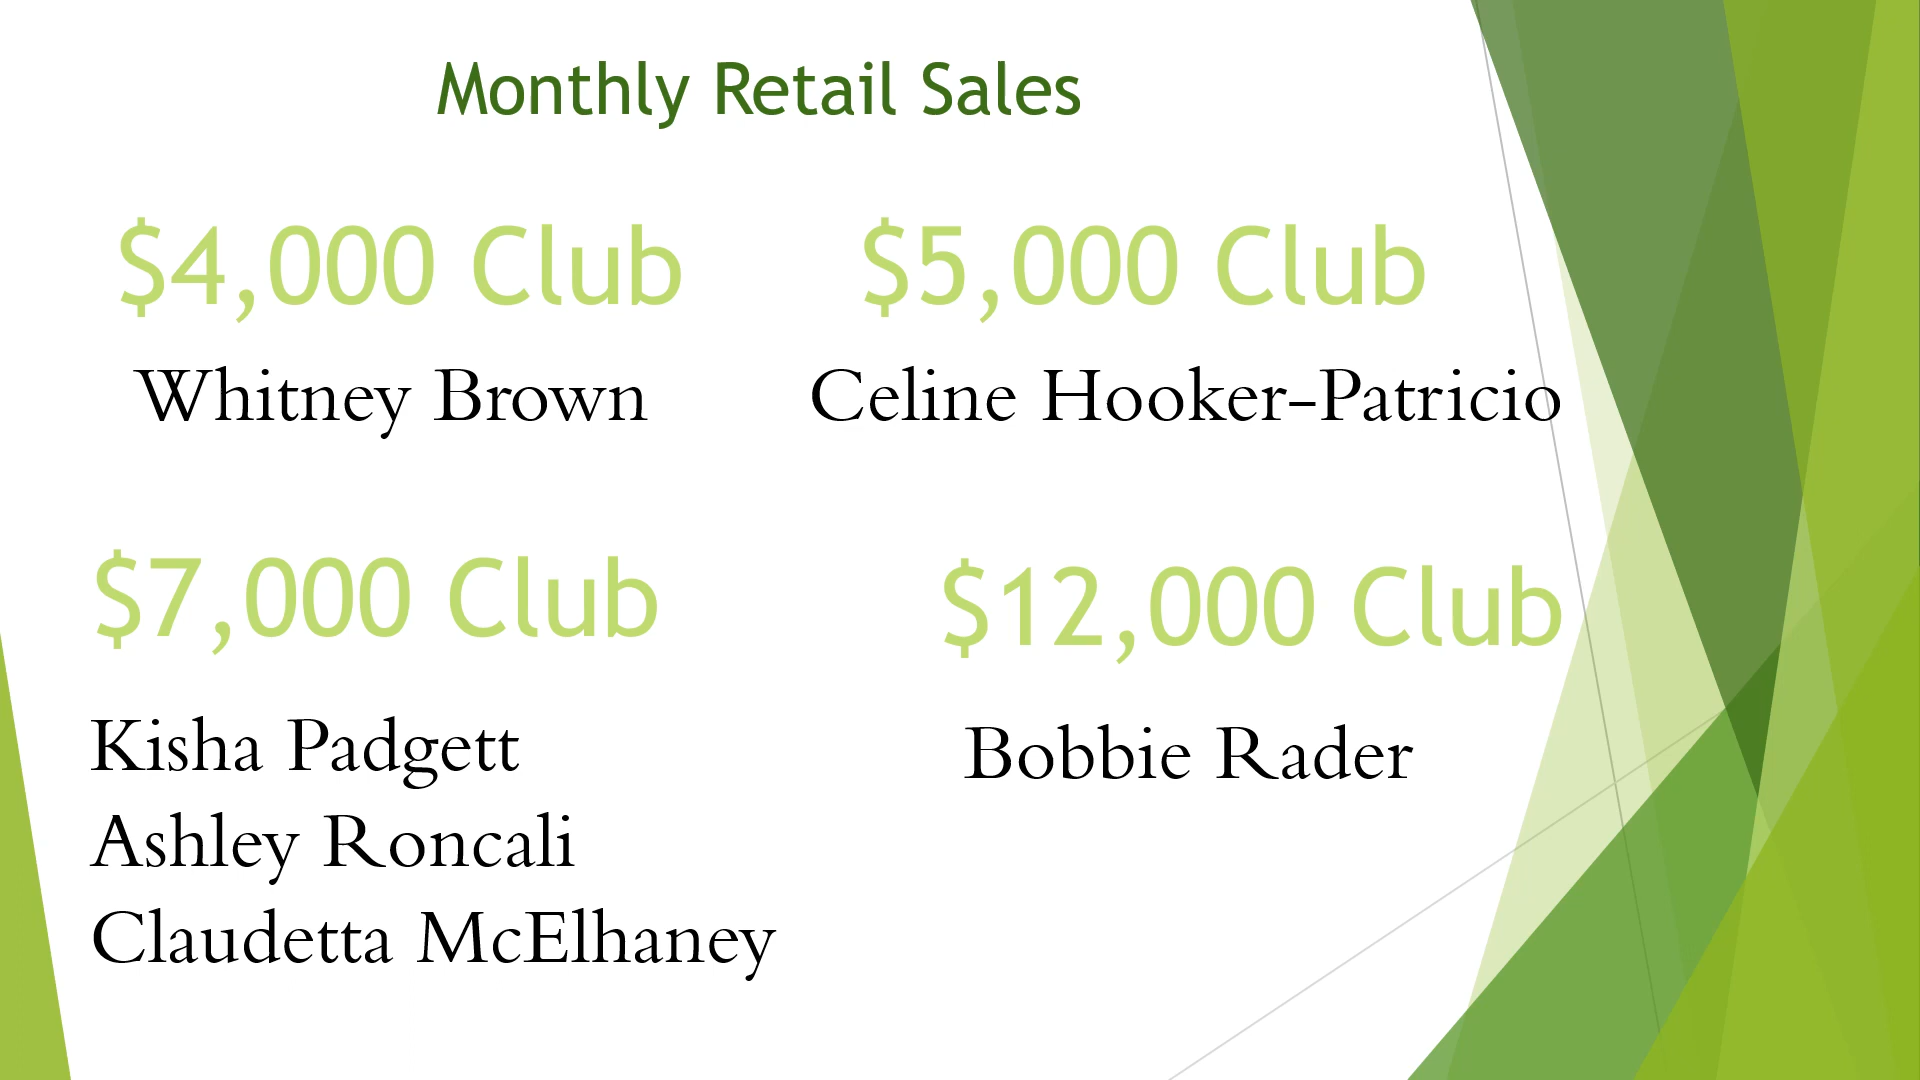 Monthly Retail Sales
$4,000 Club
Whitney Brown
$5,000 Club
Celine Hooker-Patricio
$7,000 Club
Kisha Padgett
Ashley Roncali
Claudetta McElhaney
$12,000 Club
Bobbie Rader